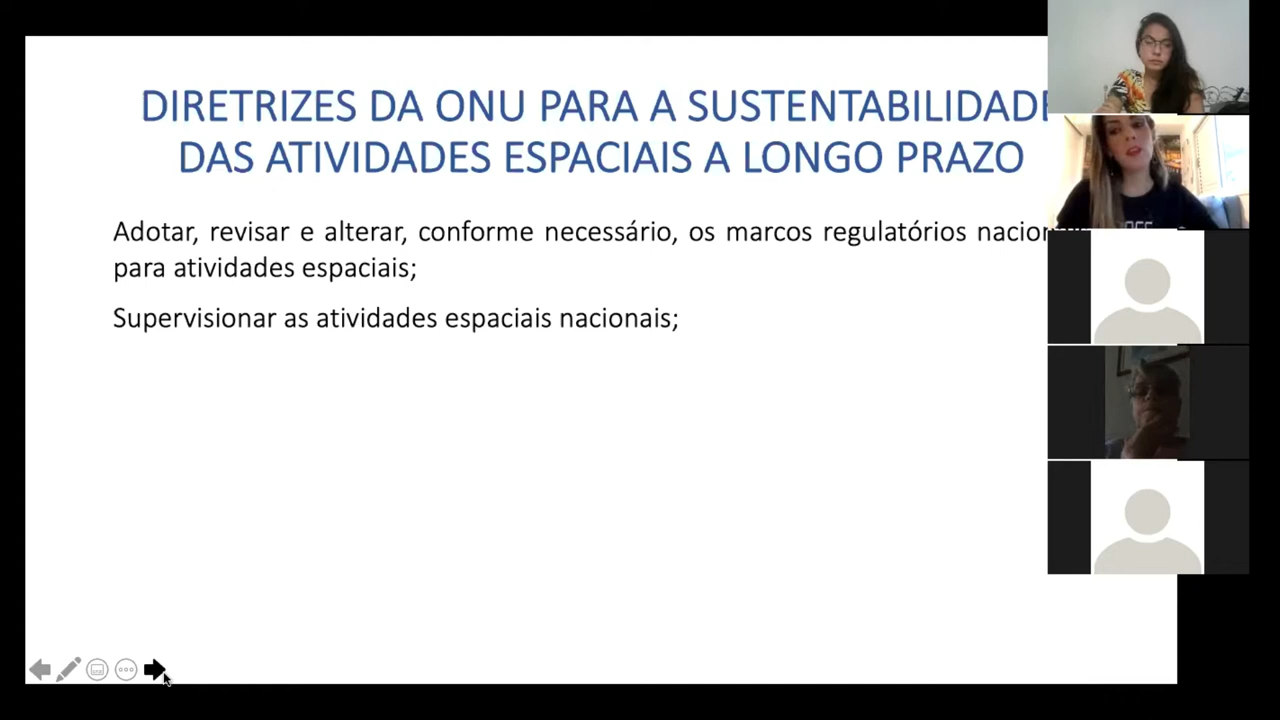 DIRETRIZES DA ONU PARA A SUSTENTABILIDADE
DAS ATIVIDADES ESPACIAIS A LONGO PRAZO
Adotar, revisar e alterar, conforme necessário, os marcos regulatórios
para atividades espaciais;
Supervisionar as atividades espaciais nacionais;